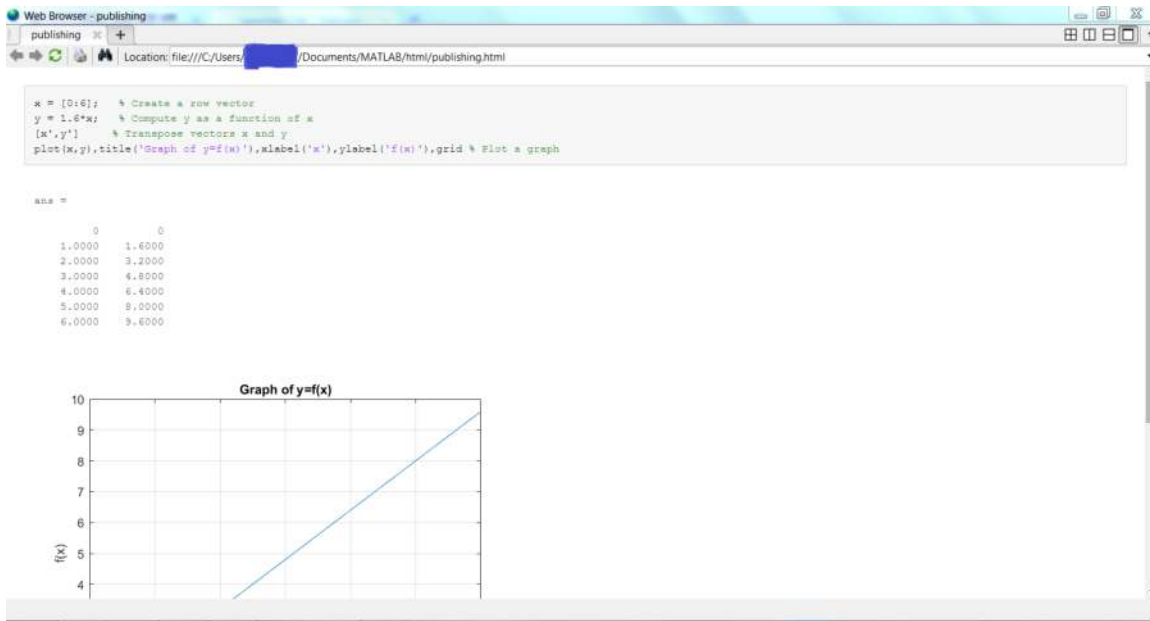 Web Browser - publishing
publishing
Location: file:///C:/Users/ /Documents/MATLAB/html/publishing.html
x = [0:6];   % Create a row vector
y = 1.6*x;   % Compute y as a function of x
[x',y']      % Transpose vectors x and y
plot(x,y),title('Graph of y=f(x)'),xlabel('x'),ylabel('f(x)'),grid % Plot a graph
ans =
0 0
1.0000 1.6000
2.0000 3.2000
3.0000 4.8000
4.0000 6.4000
5.0000 8.0000
6.0000 9.6000
Graph of y=f(x)
10
9
8
7
6
5
4
f(x)